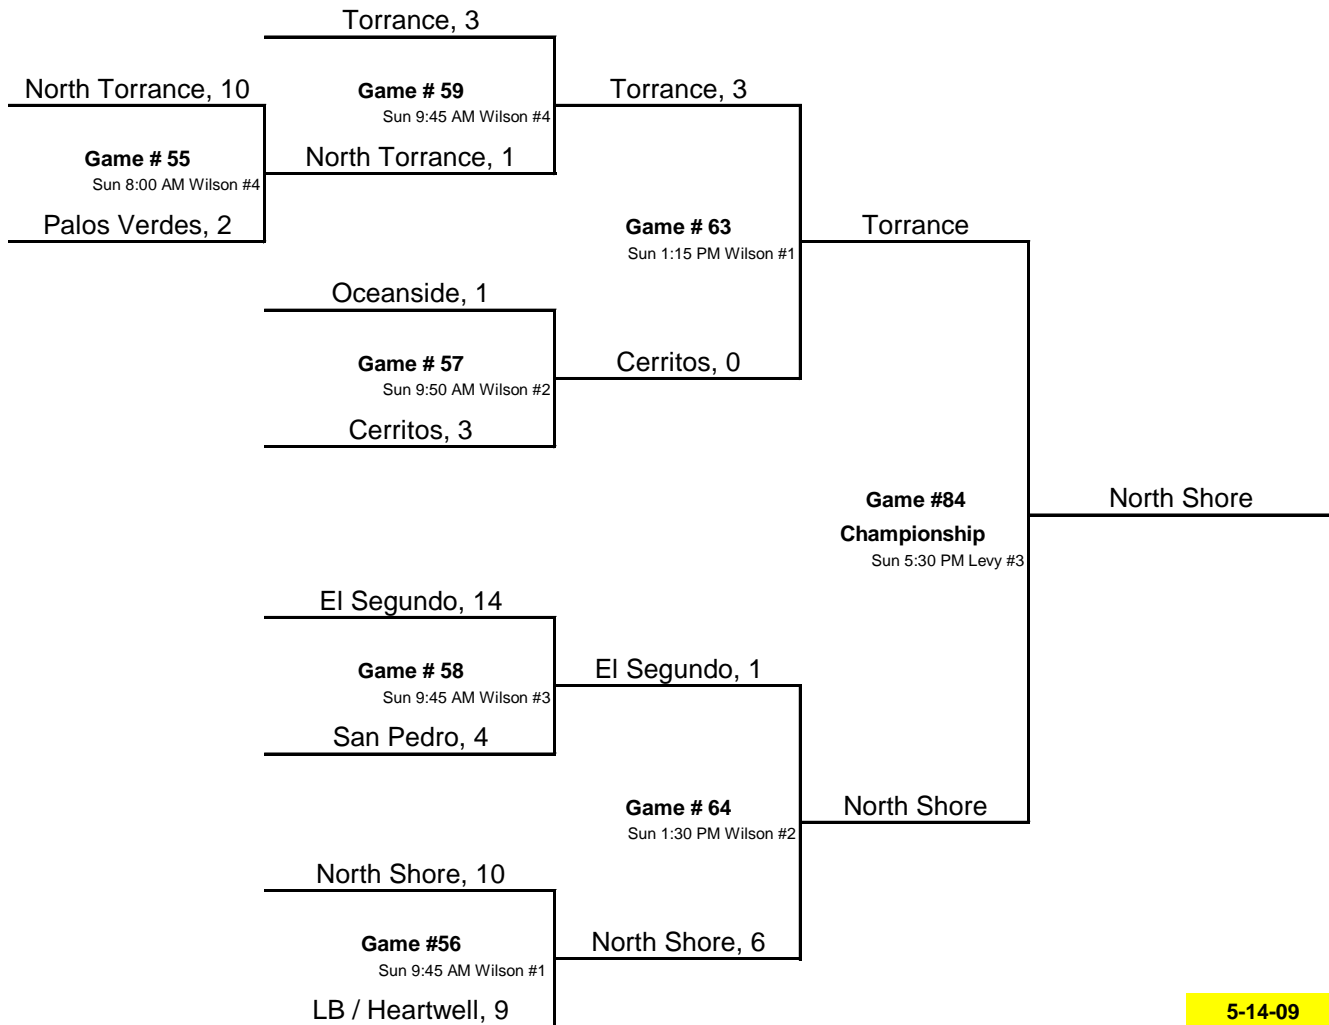 Torrance, 3
North Torrance, 10
Game # 59
Torrance, 3
Sun 9:45 AM Wilson #4
Game # 55
North Torrance, 1
Sun 8:00 AM Wilson #4
Palos Verdes, 2
Game # 63
Torrance
Sun 1:15 PM Wilson #1
Oceanside, 1
Game # 57
Cerritos, 0
Sun 9:50 AM Wilson #2
Cerritos, 3
Game #84
North Shore
Championship
Sun 5:30 PM Levy #3
El Segundo, 14
Game # 58
El Segundo, 1
Sun 9:45 AM Wilson #3
San Pedro, 4
Game # 64
North Shore
Sun 1:30 PM Wilson #2
North Shore, 10
Game #56
North Shore, 6
Sun 9:45 AM Wilson #1
LB / Heartwell, 9
5-14-09